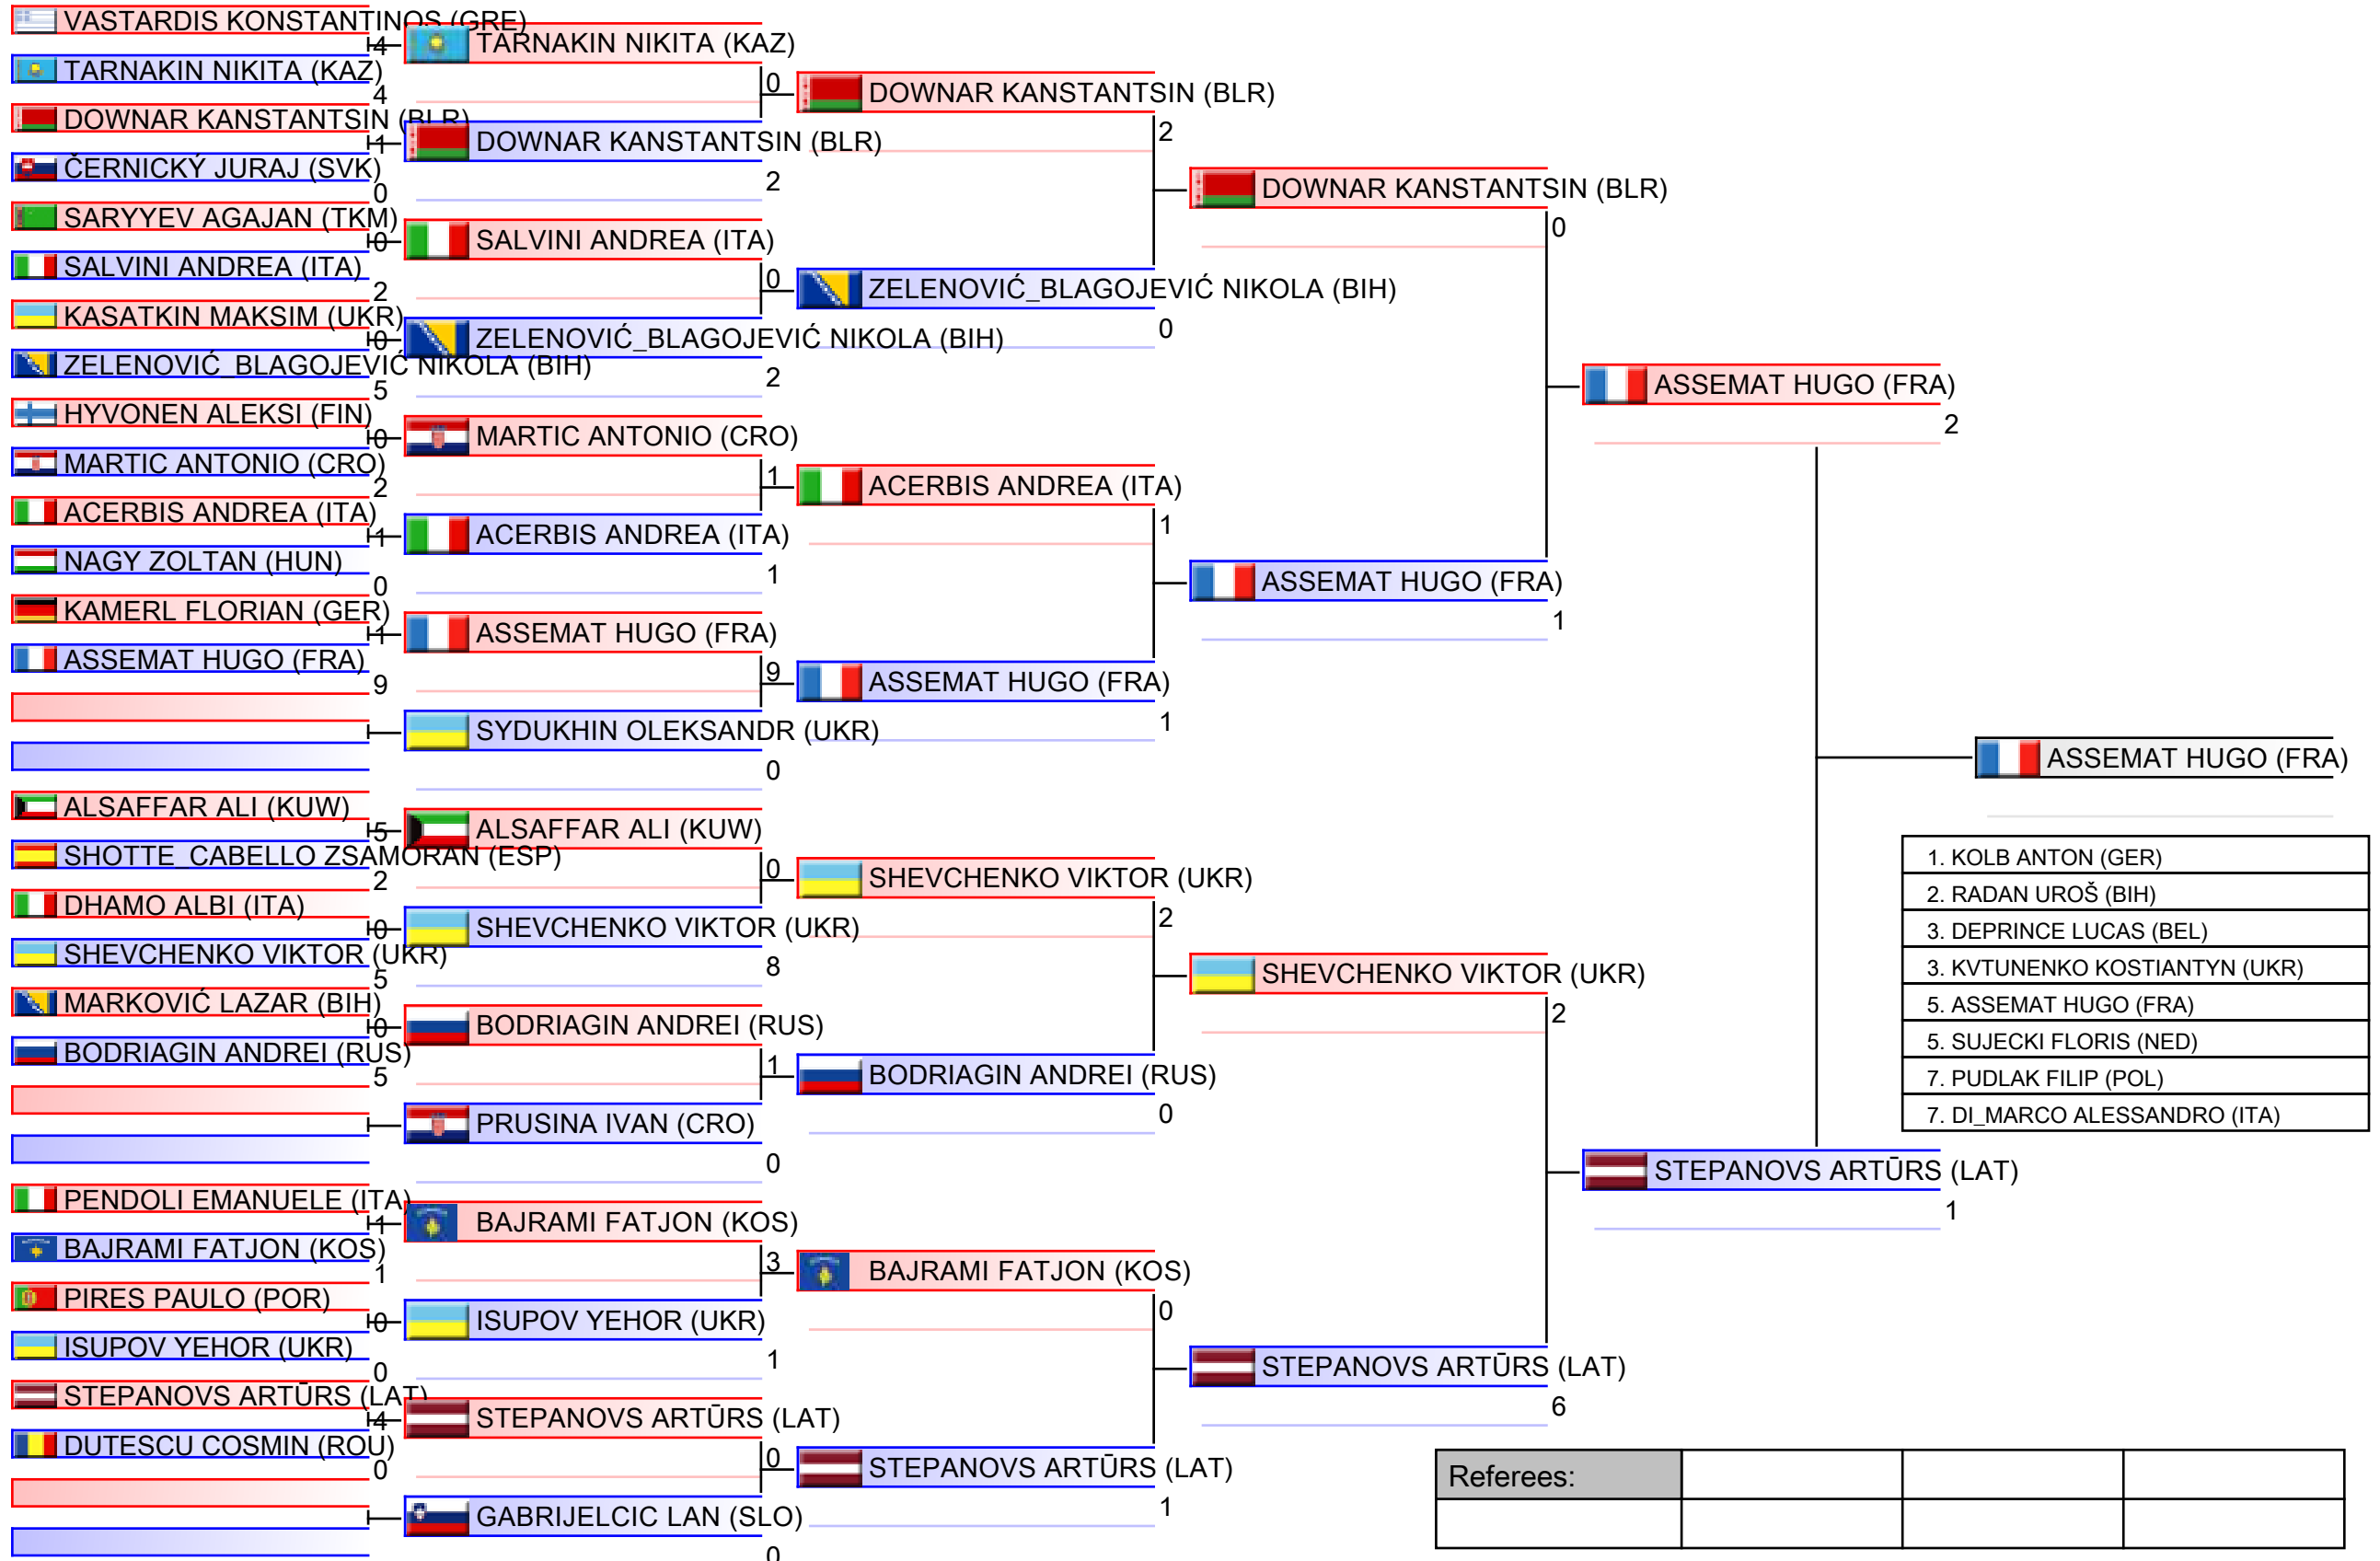 VASTARDIS KONSTANTINOS (GRE)
4
TARNAKIN NIKITA (KAZ)
4
DOWNAR KANSTANTSIN (BLR)
1
ČERNICKÝ JURAJ (SVK)
0
SARYYEV AGAJAN (TKM)
0
SALVINI ANDREA (ITA)
2
KASATKIN MAKSIM (UKR)
0
ZELENOVIĆ_BLAGOJEVIĆ NIKOLA (BIH)
5
HYVONEN ALEKSI (FIN)
0
MARTIC ANTONIO (CRO)
2
ACERBIS ANDREA (ITA)
1
NAGY ZOLTAN (HUN)
0
KAMERL FLORIAN (GER)
1
ASSEMAT HUGO (FRA)
9
ALSAFFAR ALI (KUW)
5
SHOTTE_CABELLO ZSAMORAN (ESP)
2
DHAMO ALBI (ITA)
0
SHEVCHENKO VIKTOR (UKR)
5
MARKOVIĆ LAZAR (BIH)
0
BODRIAGIN ANDREI (RUS)
5
PENDOLI EMANUELE (ITA)
1
BAJRAMI FATJON (KOS)
1
PIRES PAULO (POR)
0
ISUPOV YEHOR (UKR)
0
STEPANOVS ARTŪRS (LAT)
4
DUTESCU COSMIN (ROU)
0
TARNAKIN NIKITA (KAZ)
0
DOWNAR KANSTANTSIN (BLR)
2
SALVINI ANDREA (ITA)
0
ZELENOVIĆ_BLAGOJEVIĆ NIKOLA (BIH)
2
MARTIC ANTONIO (CRO)
1
ACERBIS ANDREA (ITA)
1
ASSEMAT HUGO (FRA)
9
SYDUKHIN OLEKSANDR (UKR)
0
ALSAFFAR ALI (KUW)
0
SHEVCHENKO VIKTOR (UKR)
8
BODRIAGIN ANDREI (RUS)
1
PRUSINA IVAN (CRO)
0
BAJRAMI FATJON (KOS)
3
ISUPOV YEHOR (UKR)
1
STEPANOVS ARTŪRS (LAT)
0
GABRIJELCIC LAN (SLO)
0
DOWNAR KANSTANTSIN (BLR)
2
ZELENOVIĆ_BLAGOJEVIĆ NIKOLA (BIH)
0
ACERBIS ANDREA (ITA)
1
ASSEMAT HUGO (FRA)
1
SHEVCHENKO VIKTOR (UKR)
2
BODRIAGIN ANDREI (RUS)
0
BAJRAMI FATJON (KOS)
0
STEPANOVS ARTŪRS (LAT)
1
DOWNAR KANSTANTSIN (BLR)
0
ASSEMAT HUGO (FRA)
1
SHEVCHENKO VIKTOR (UKR)
2
STEPANOVS ARTŪRS (LAT)
6
ASSEMAT HUGO (FRA)
2
STEPANOVS ARTŪRS (LAT)
1
ASSEMAT HUGO (FRA)
1. KOLB ANTON (GER)
2. RADAN UROŠ (BIH)
3. DEPRINCE LUCAS (BEL)
3. KVTUNENKO KOSTIANTYN (UKR)
5. ASSEMAT HUGO (FRA)
5. SUJECKI FLORIS (NED)
7. PUDLAK FILIP (POL)
7. DI_MARCO ALESSANDRO (ITA)
Referees: